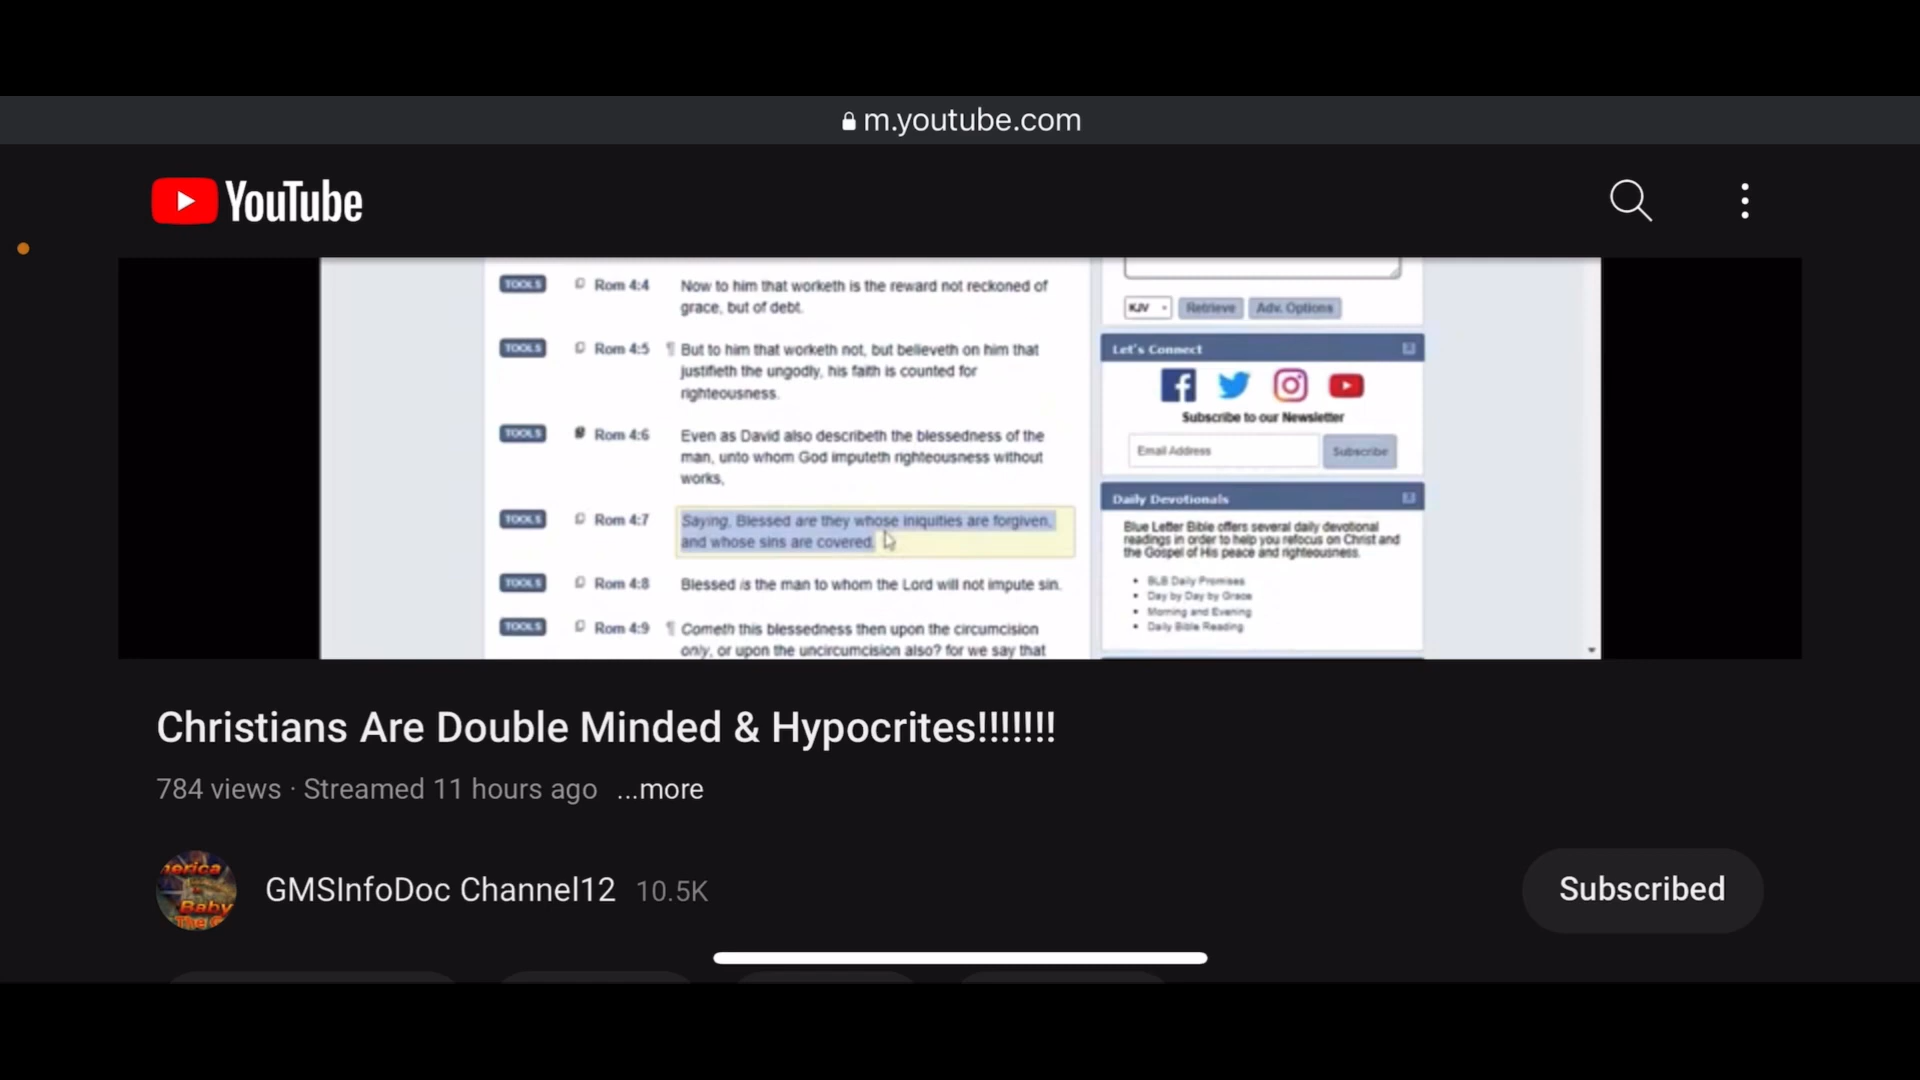 m.youtube.com
YouTube
TOOLS Rom 4:4 Now to him that worketh is the reward not reckoned of
grace, but of debt.
TOOLS Rom 4:5 ¶ But to him that worketh not, but believeth on him that
justifieth the ungodly, his faith is counted for
righteousness.
TOOLS Rom 4:6 Even as David also describeth the blessedness of the
man, unto whom God imputeth righteousness without
works,
TOOLS Rom 4:7 Saying, Blessed are they whose iniquities are forgiven,
and whose sins are covered.
TOOLS Rom 4:8 Blessed is the man to whom the Lord will not impute sin.
TOOLS Rom 4:9 ¶ Cometh this blessedness then upon the circumcision
only, or upon the uncircumcision also? for we say that
KJV Retrieve Adv. Options
Let's Connect
Subscribe to our Newsletter
Email Address Subscribe
Daily Devotionals
Blue Letter Bible offers several daily devotional
readings in order to help you refocus on Christ and
the Gospel of His peace and righteousness.
• BLB Daily Promises
• Day by Day by Grace
• Morning and Evening
• Daily Bible Reading
Christians Are Double Minded & Hypocrites!!!!!!!
784 views · Streamed 11 hours ago ...more
Baby
GMSInfoDoc Channel12 10.5K
Subscribed